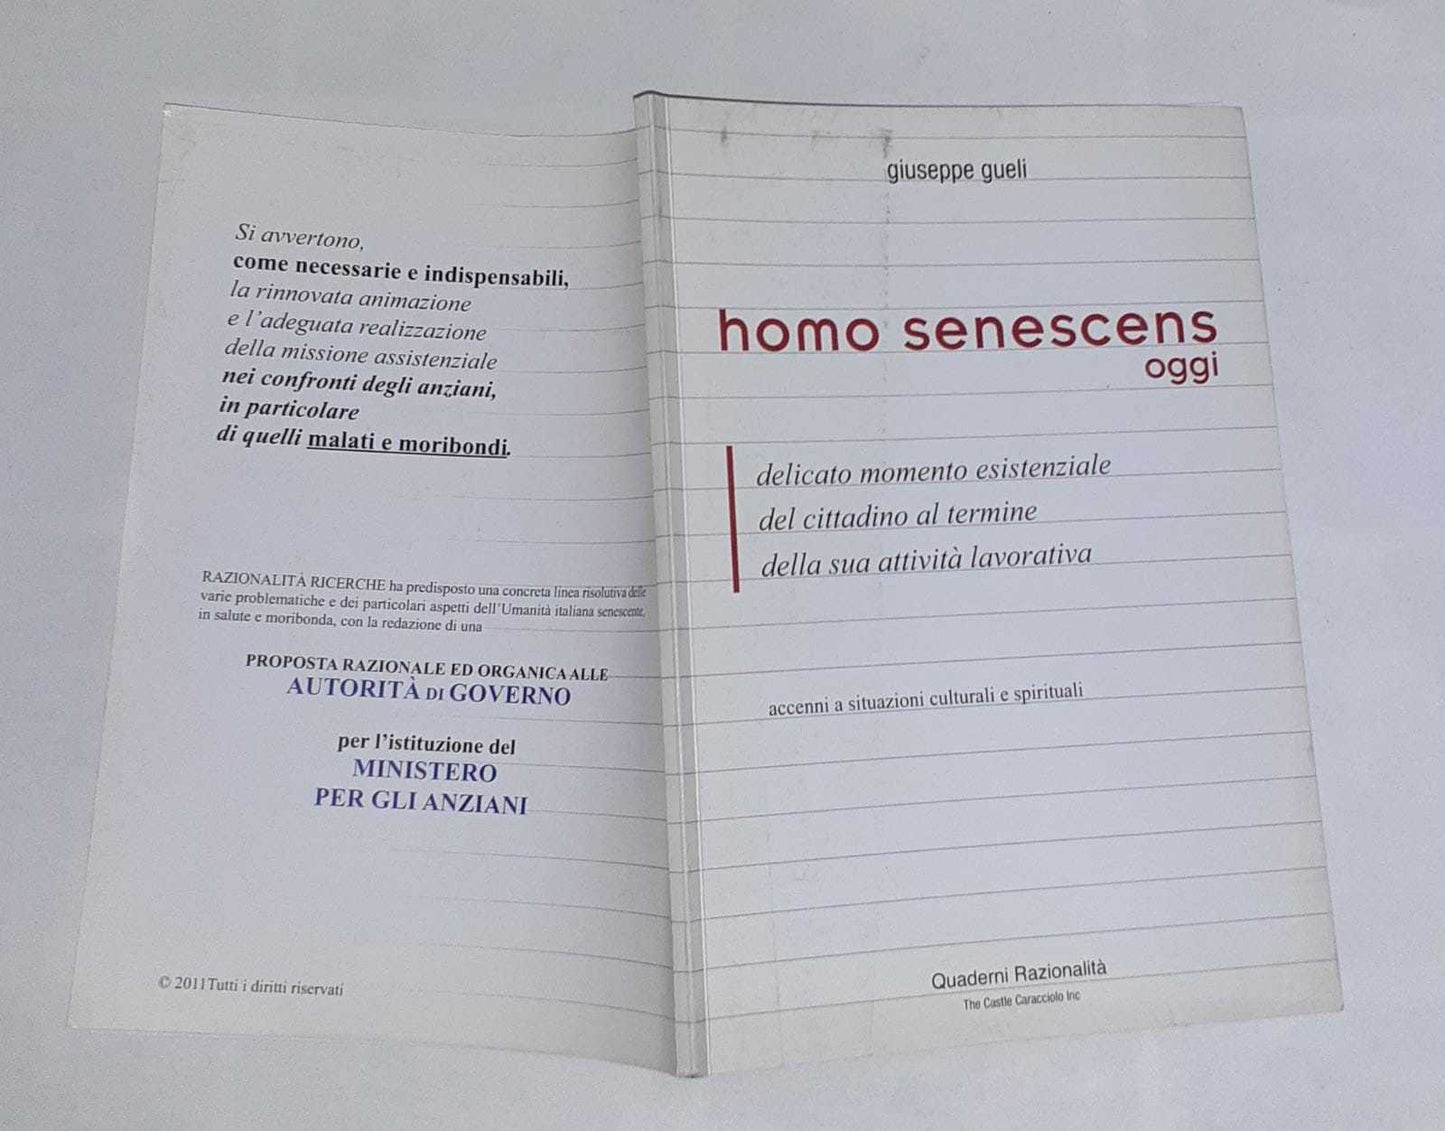 Si avvertono,
come necessarie e indispensabili,
la rinnovata animazione
e l'adeguata realizzazione
della missione assistenziale
nei confronti degli anziani,
in particolare
di quelli malati e moribondi.
RAZIONALITÀ RICERCHE ha predisposto una concreta linea risolutiva delle
varie problematiche e dei particolari aspetti dell'Umanità italiana senescente,
in salute e moribonda, con la redazione di una
PROPOSTA RAZIONALE ED ORGANICA ALLE
AUTORITÀ DI GOVERNO
per l'istituzione del
MINISTERO
PER GLI ANZIANI
© 2011Tutti i diritti riservati
giuseppe gueli
homo senescens
oggi
delicato momento esistenziale
del cittadino al termine
della sua attività lavorativa
accenni a situazioni culturali e spirituali
Quaderni Razionalità
The Castle Caracciolo Inc